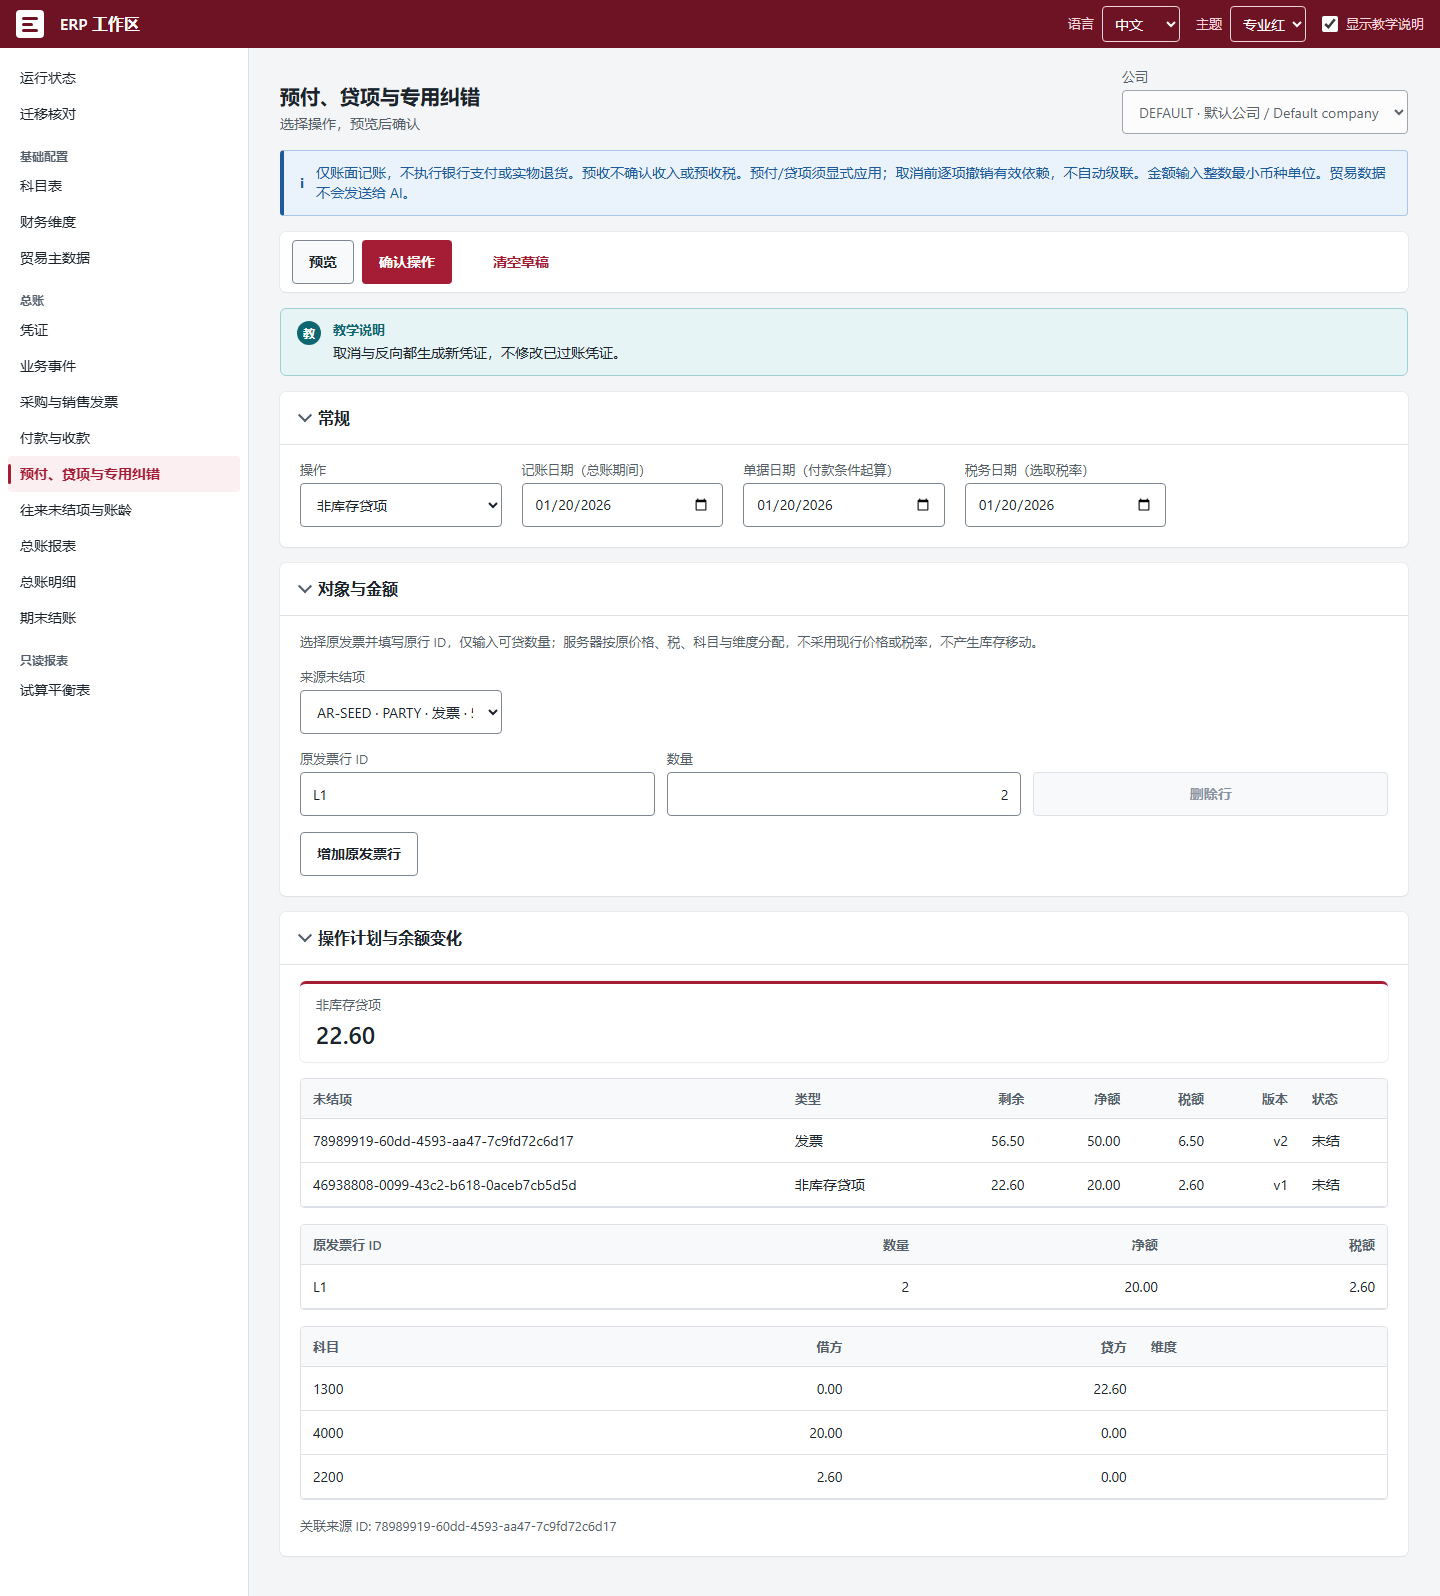 ERP 工作区
语言
中文
主题
专业红
显示教学说明
运行状态
迁移核对
基础配置
科目表
财务维度
贸易主数据
总账
凭证
业务事件
采购与销售发票
付款与收款
预付、贷项与专用纠错
往来未结项与账龄
总账报表
总账明细
期末结账
只读报表
试算平衡表
预付、贷项与专用纠错
选择操作，预览后确认
公司
DEFAULT · 默认公司 / Default company
i
仅账面记账，不执行银行支付或实物退货。预收不确认收入或预收税。预付/贷项须显式应用；取消前逐项撤销有效依赖，不自动级联。金额输入整数最小币种单位。贸易数据
不会发送给 AI。
预览
确认操作
清空草稿
教
教学说明
取消与反向都生成新凭证，不修改已过账凭证。
常规
操作
记账日期（总账期间）
单据日期（付款条件起算）
税务日期（选取税率）
非库存贷项
01/20/2026
01/20/2026
01/20/2026
对象与金额
选择原发票并填写原行 ID，仅输入可贷数量；服务器按原价格、税、科目与维度分配，不采用现行价格或税率，不产生库存移动。
来源未结项
AR-SEED · PARTY · 发票 ·
原发票行 ID
数量
L1
2
删除行
增加原发票行
操作计划与余额变化
非库存贷项
22.60
未结项 类型 剩余 净额 税额 版本 状态
78989919-60dd-4593-aa47-7c9fd72c6d17 发票 56.50 50.00 6.50 v2 未结
46938808-0099-43c2-b618-0aceb7cb5d5d 非库存贷项 22.60 20.00 2.60 v1 未结
原发票行 ID 数量 净额 税额
L1 2 20.00 2.60
科目 借方 贷方 维度
1300 0.00 22.60
4000 20.00 0.00
2200 2.60 0.00
关联来源 ID: 78989919-60dd-4593-aa47-7c9fd72c6d17